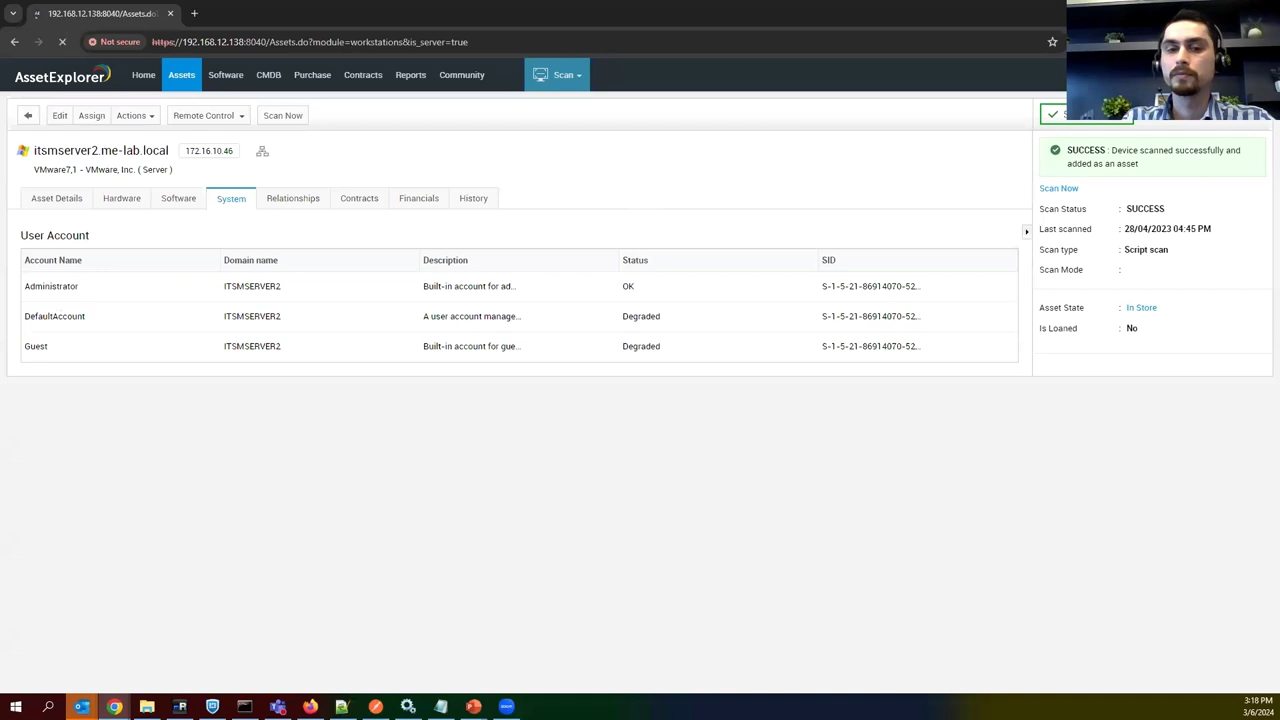 192.168.12.138:8040/Assets.do?
Not secure https://192.168.12.138:8040/Assets.do?module=workstations&is_server=true
AssetExplorer Home Assets Software CMDB Purchase Contracts Reports Community Scan
Edit Assign Actions Remote Control Scan Now
itsmserver2.me-lab.local 172.16.10.46
VMware7,1 - VMware, Inc. ( Server )
Asset Details Hardware Software System Relationships Contracts Financials History
User Account
Account Name Domain name Description Status SID
Administrator ITSMSERVER2 Built-in account for ad... OK S-1-5-21-86914070-52...
DefaultAccount ITSMSERVER2 A user account manage... Degraded S-1-5-21-86914070-52...
Guest ITSMSERVER2 Built-in account for gue... Degraded S-1-5-21-86914070-52...
SUCCESS : Device scanned successfully and
added as an asset
Scan Now
Scan Status : SUCCESS
Last scanned : 28/04/2023 04:45 PM
Scan type : Script scan
Scan Mode :
Asset State : In Store
Is Loaned : No
3:18 PM
3/6/2024